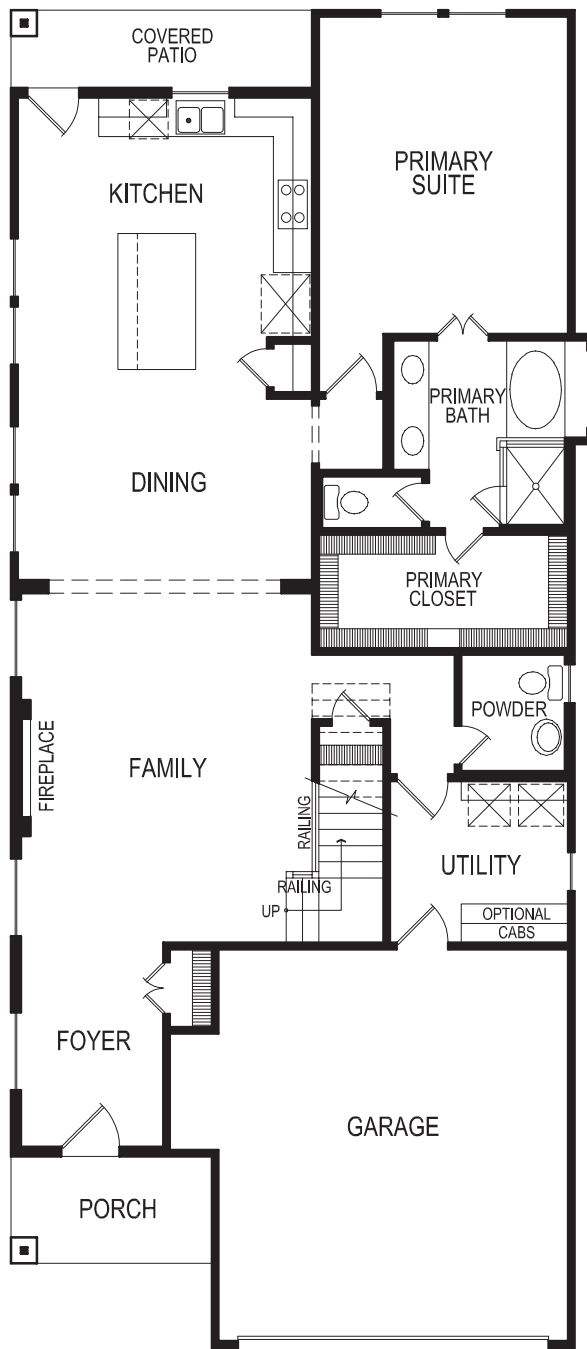 COVERED
PATIO
PRIMARY
SUITE
KITCHEN
PRIMARY
BATH
DINING
PRIMARY
CLOSET
POWDER
FIREPLACE
FAMILY
RAILING
UTILITY
RAILING
UP
OPTIONAL
CABS
FOYER
GARAGE
PORCH